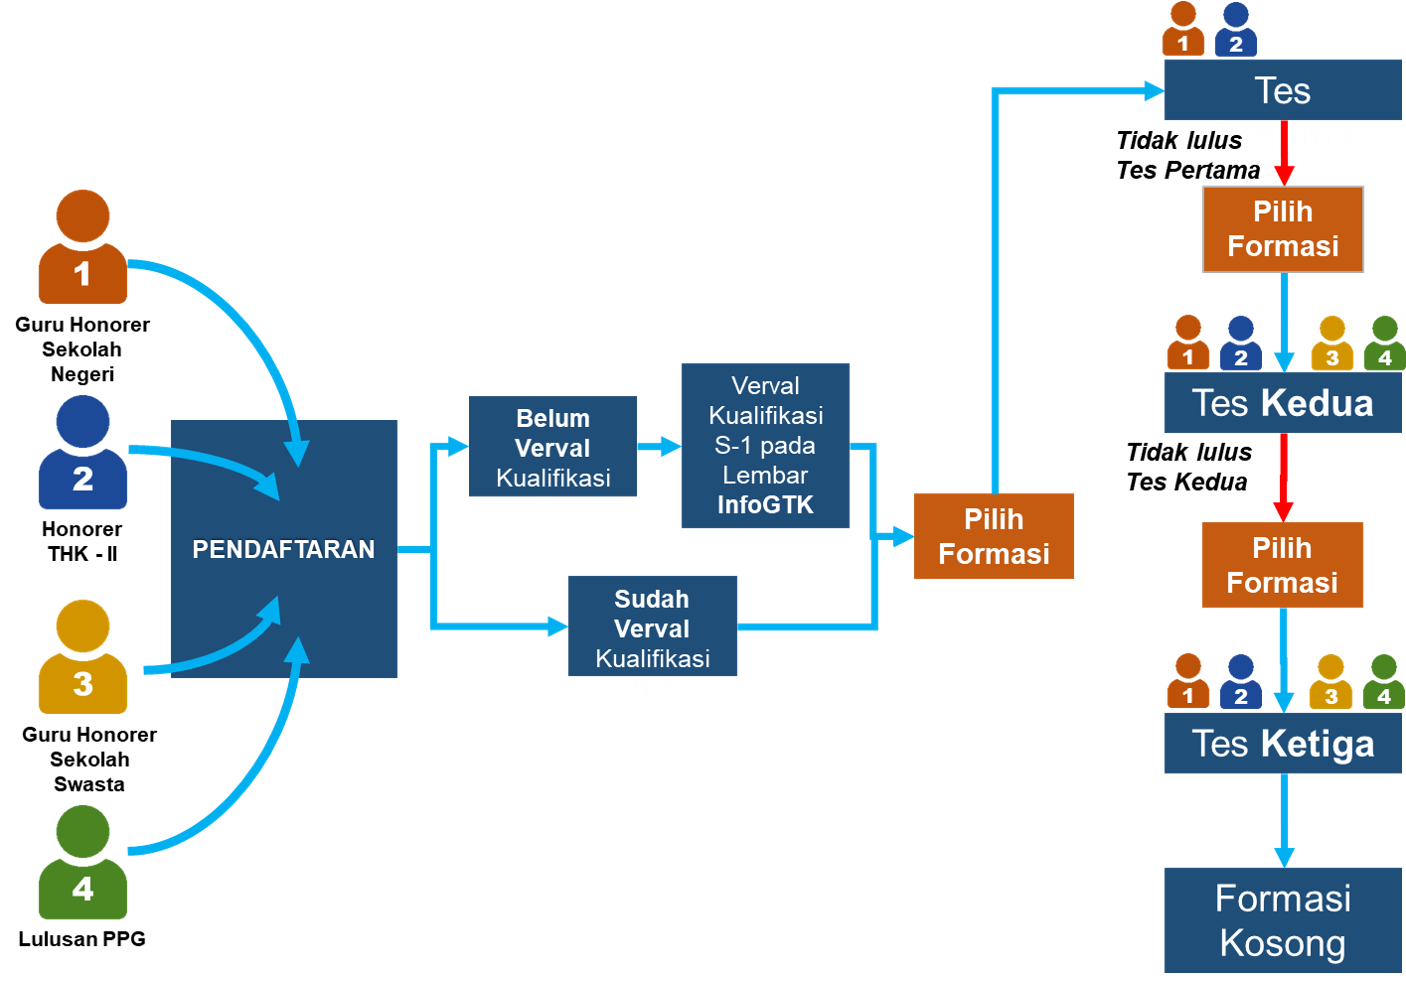 1
Guru Honorer
Sekolah
Negeri
2
Honorer
THK - II
3
Guru Honorer
Sekolah
Swasta
4
Lulusan PPG
PENDAFTARAN
Belum
Verval
Kualifikasi
Verval
Kualifikasi
S-1 pada
Lembar
InfoGTK
Sudah
Verval
Kualifikasi
Pilih
Formasi
1 2
Tes
Tidak lulus
Tes Pertama
Pilih
Formasi
1 2 3 4
Tes Kedua
Tidak lulus
Tes Kedua
Pilih
Formasi
1 2 3 4
Tes Ketiga
Formasi
Kosong